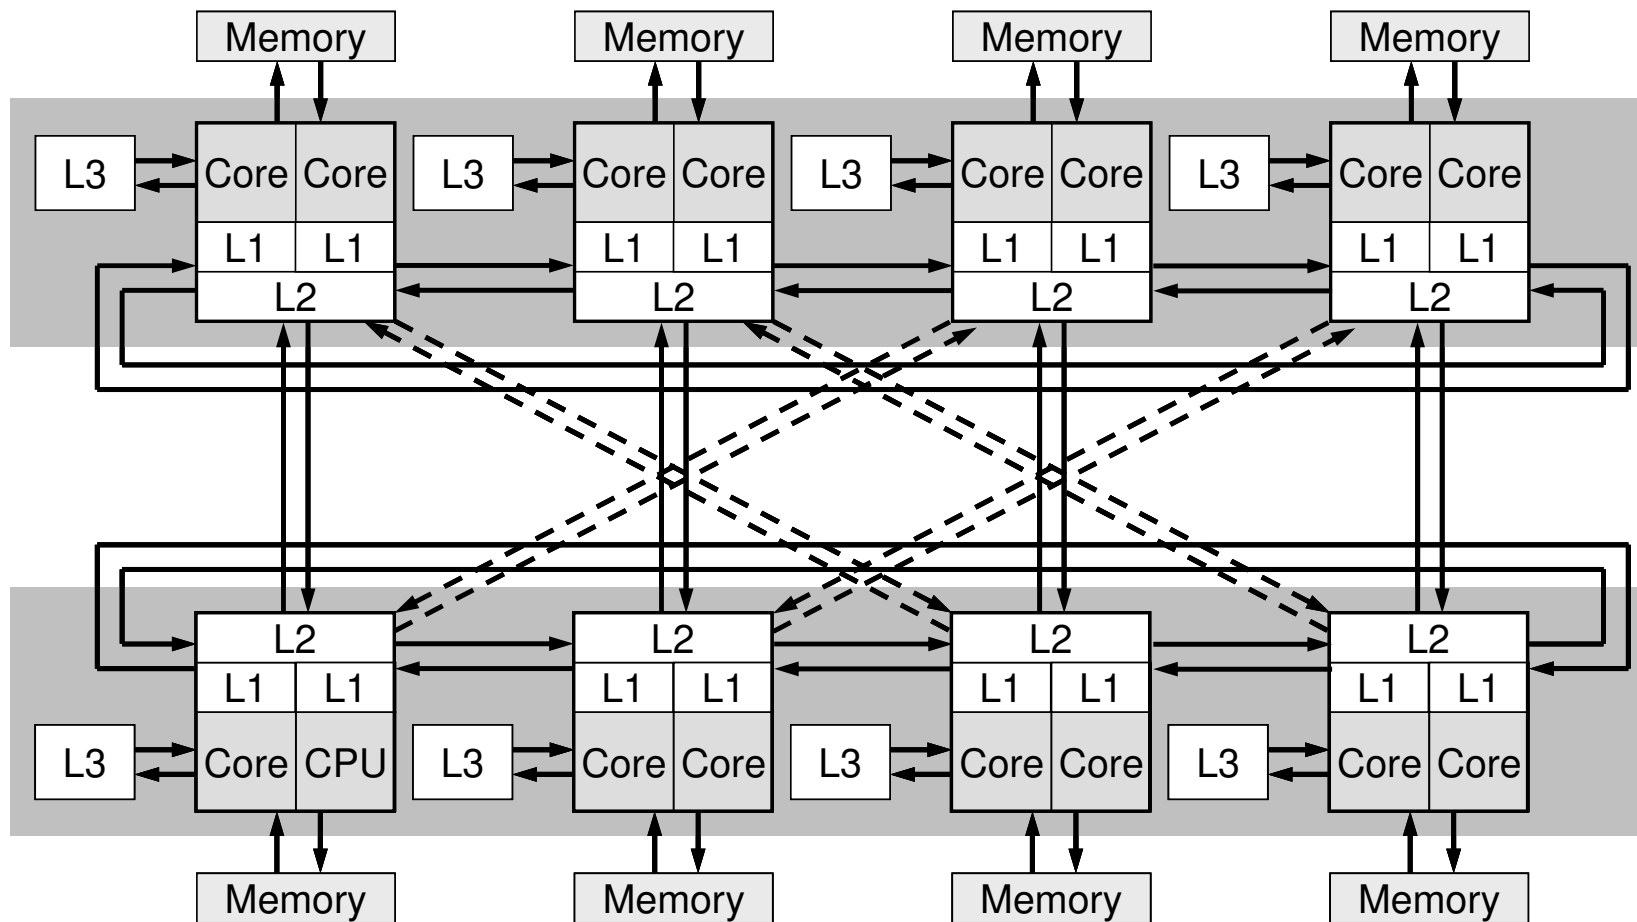 Memory Memory Memory Memory
L3 Core Core L3 Core Core L3 Core Core L3 Core Core
L1 L1 L1 L1 L1 L1 L1 L1
L2 L2 L2 L2
L2 L2 L2 L2
L1 L1 L1 L1 L1 L1 L1 L1
L3 Core CPU L3 Core Core L3 Core Core L3 Core Core
Memory Memory Memory Memory